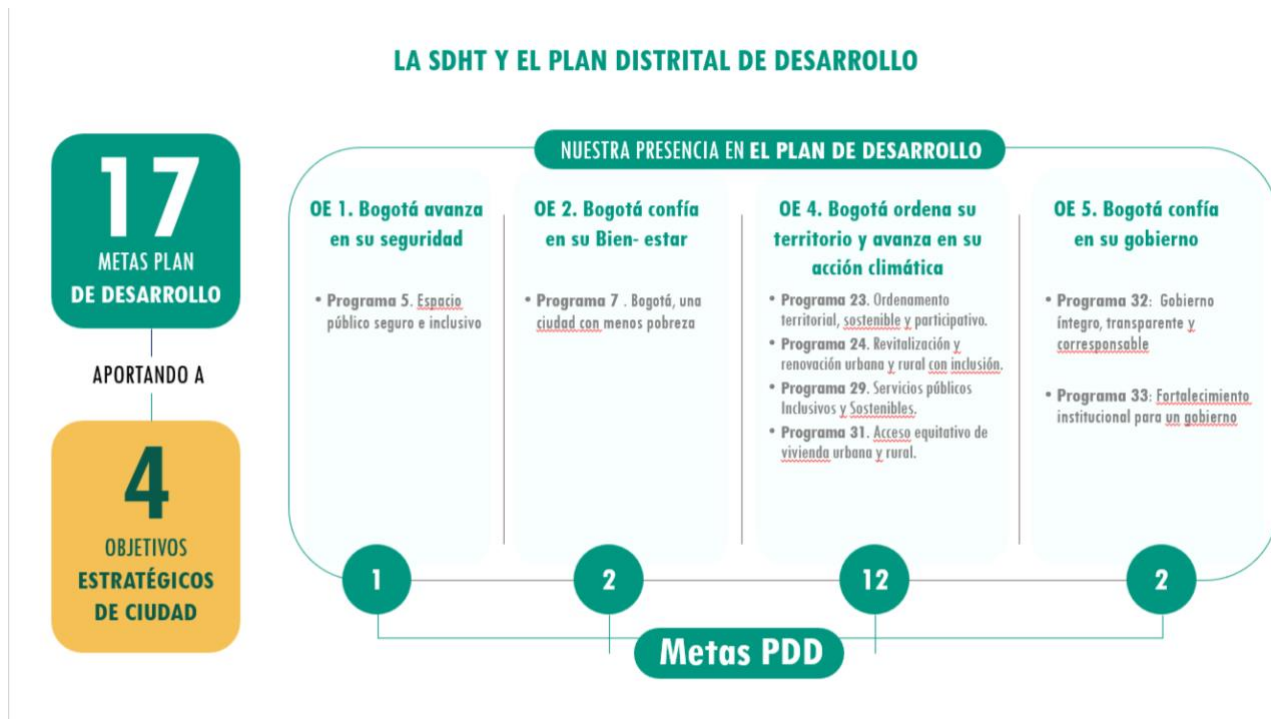 LA SDHT Y EL PLAN DISTRITAL DE DESARROLLO
17
METAS PLAN
DE DESARROLLO
APORTANDO A
4
OBJETIVOS
ESTRATÉGICOS
DE CIUDAD
NUESTRA PRESENCIA EN EL PLAN DE DESARROLLO
OE 1. Bogotá avanza
en su seguridad
• Programa 5. Espacio
público seguro e inclusivo
OE 2. Bogotá confía
en su Bien- estar
• Programa 7 . Bogotá, una
ciudad con menos pobreza
OE 4. Bogotá ordena su
territorio y avanza en su
acción climática
• Programa 23. Ordenamento
territorial, sostenible y participativo.
• Programa 24. Revitalización y
renovación urbana y rural con inclusión.
• Programa 29. Servicios públicos
Inclusivos y Sostenibles.
• Programa 31. Acceso equitativo de
vivienda urbana y rural.
OE 5. Bogotá confía
en su gobierno
• Programa 32: Gobierno
íntegro, transparente y
corresponsable
• Programa 33: Fortalecimiento
institucional para un gobierno
1
2
12
2
Metas PDD